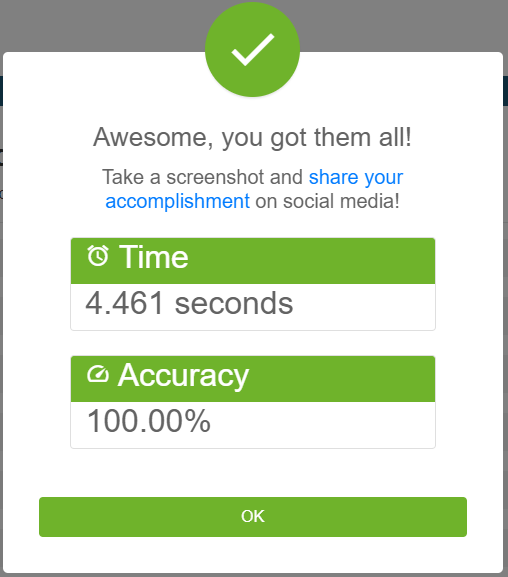 Awesome, you got them all!
Take a screenshot and share your
accomplishment on social media!
Time
4.461 seconds
Accuracy
100.00%
OK